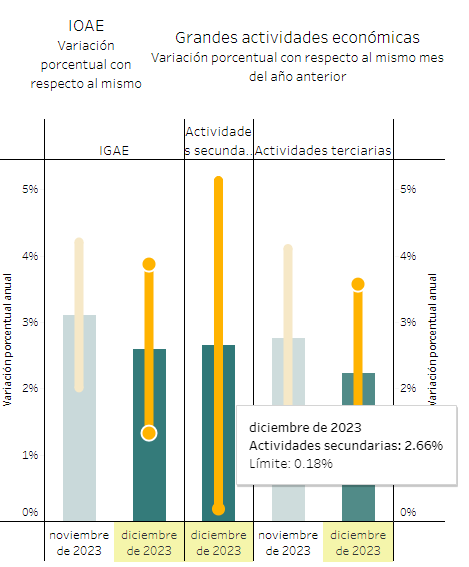 IOAE
Variación
porcentual con
respecto al mismo
Grandes actividades económicas
Variación porcentual con respecto al mismo mes
del año anterior
IGAE
Actividade
s secunda..
Actividades terciarias
5%
4%
3%
2%
1%
0%
Variación porcentual anual
5%
4%
3%
2%
0%
Variación porcentual anual
diciembre de 2023
Actividades secundarias: 2.66%
Límite: 0.18%
noviembre
de 2023
diciembre
de 2023
diciembre
de 2023
noviembre
de 2023
diciembre
de 2023